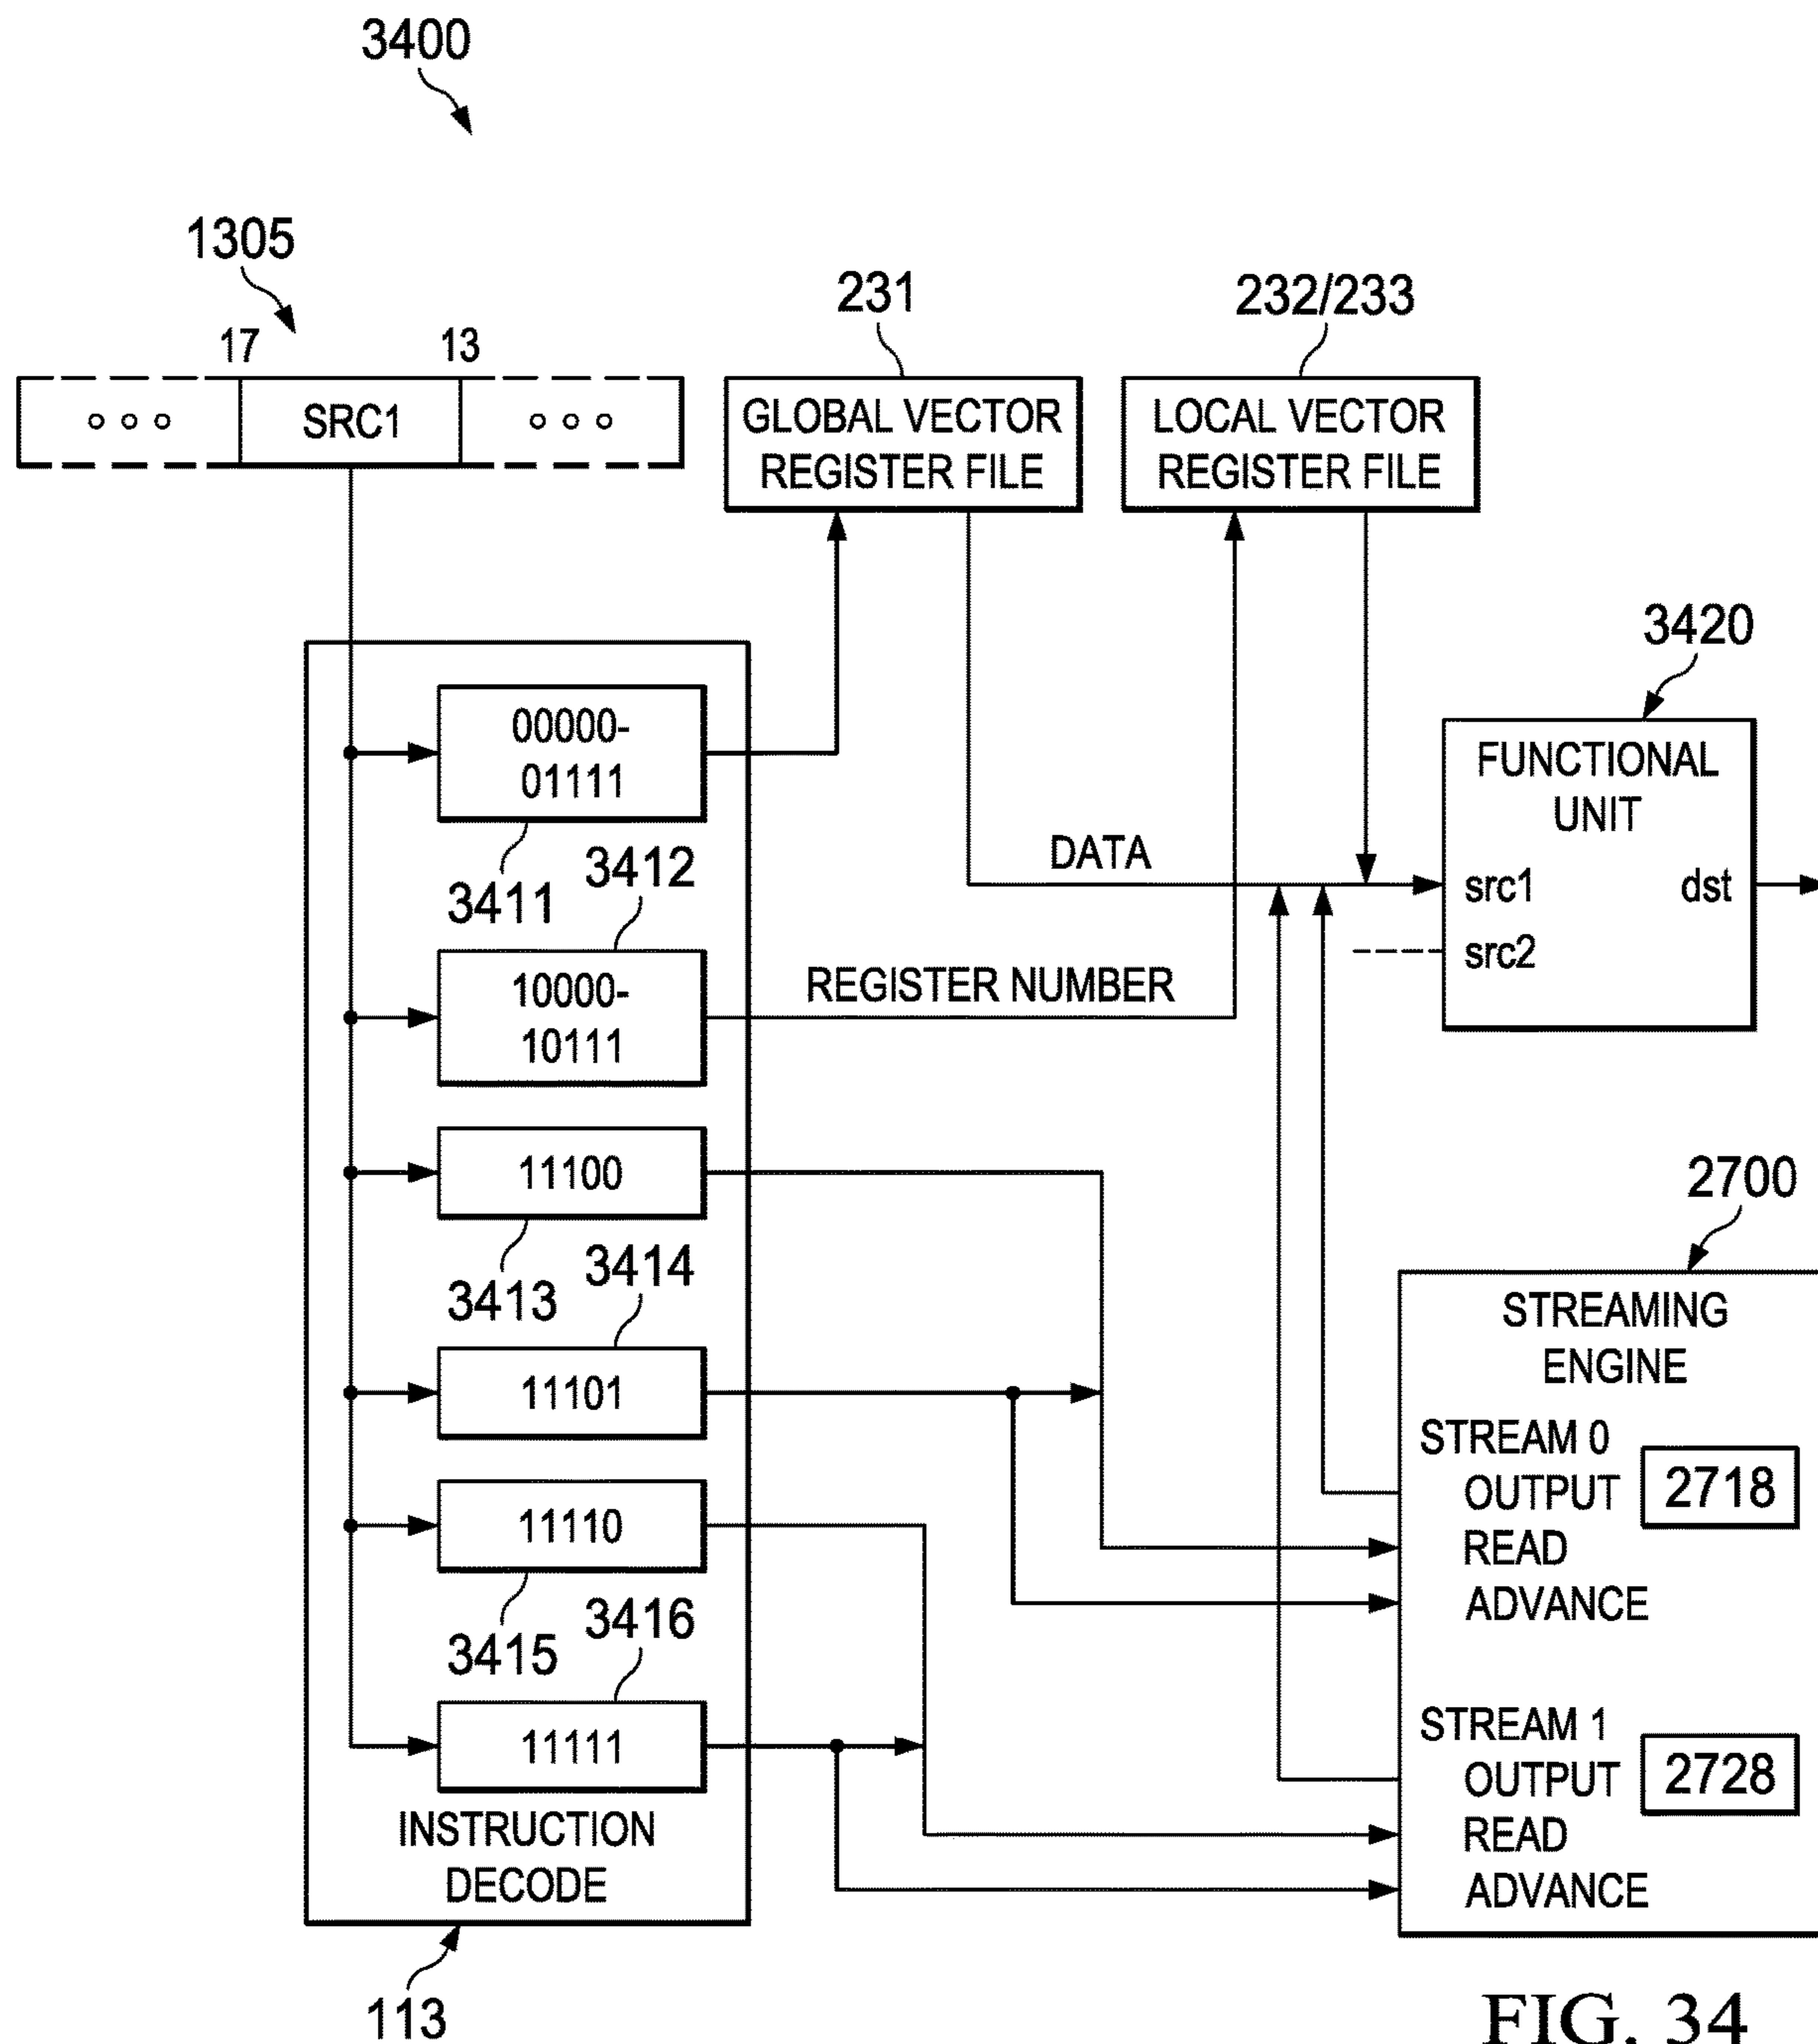 3400
1305
17
13
SRC1
231
232/233
GLOBAL VECTOR
REGISTER FILE
LOCAL VECTOR
REGISTER FILE
00000-
01111
3411
3412
10000-
10111
11100
3413
3414
11101
11110
3415
3416
11111
INSTRUCTION
DECODE
113
DATA
REGISTER NUMBER
3420
FUNCTIONAL
UNIT
src1
dst
src2
2700
STREAMING
ENGINE
STREAM 0
OUTPUT 2718
READ
ADVANCE
STREAM 1
OUTPUT 2728
READ
ADVANCE
FIG. 34